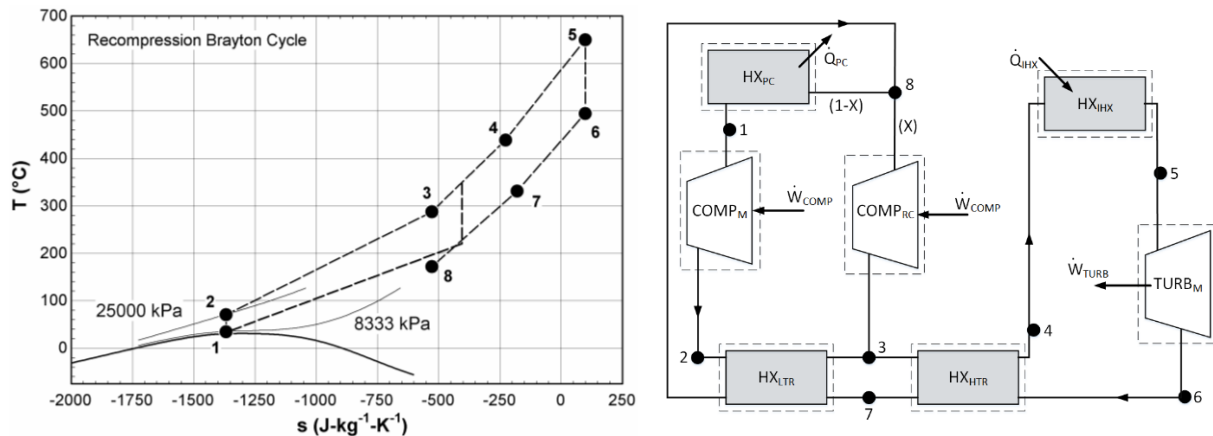 Recompression Brayton Cycle
T (°C)
700
600
500
400
300
200
100
0
5
6
4
3
7
8
2
1
25000 kPa
8333 kPa
-2000
-1750
-1500
-1250
-1000
-750
-500
-250
0
250
s (J-kg⁻¹-K⁻¹)
Q̇PC
HXPC
8
(1-X)
(X)
1
COMPM
ẆCOMP
COMPRC
ẆCOMP
Q̇IHX
HXIHX
5
ẆTURB
TURBM
4
2
HXLTR
3
HXHTR
7
6